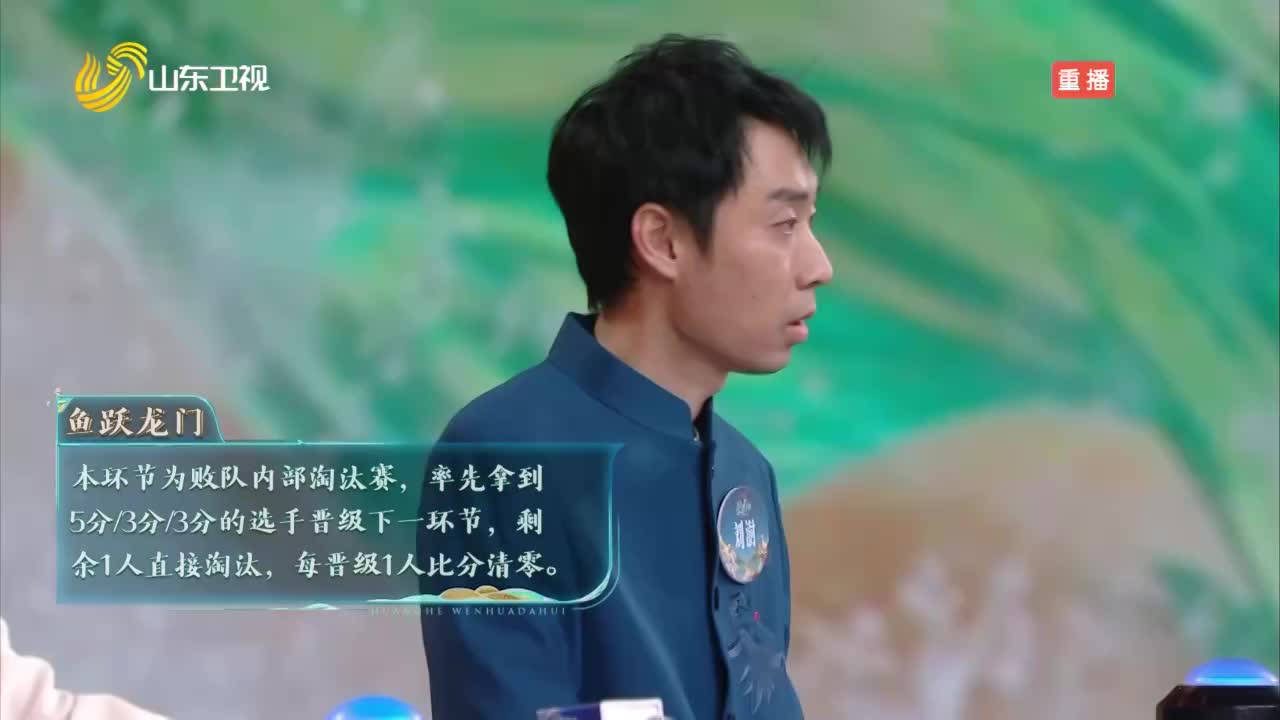 山东卫视
重播
鱼跃龙门
本环节为败队内部淘汰赛，率先拿到
5分/3分/3分的选手晋级下一环节，剩
余1人直接淘汰，每晋级1人比分清零。
HUANGHE WENHUADAHUI